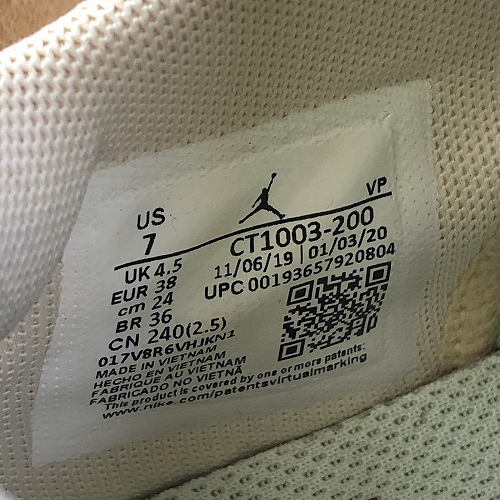 VP
US
7
CT1003-200
UK 4.5
11/06/19 | 01/03/20
EUR 38
UPC 00193657920804
cm 24
BR 36
CN 240(2.5)
017V8R6VHJKN1
MADE IN VIETNAM
HECHO EN VIETNAM
FABRIQUE AU VIETNAM
FABRICADO NO VIETNÃ
This product is covered by one or more patents:
www.nike.com/patentsvirtualmarking